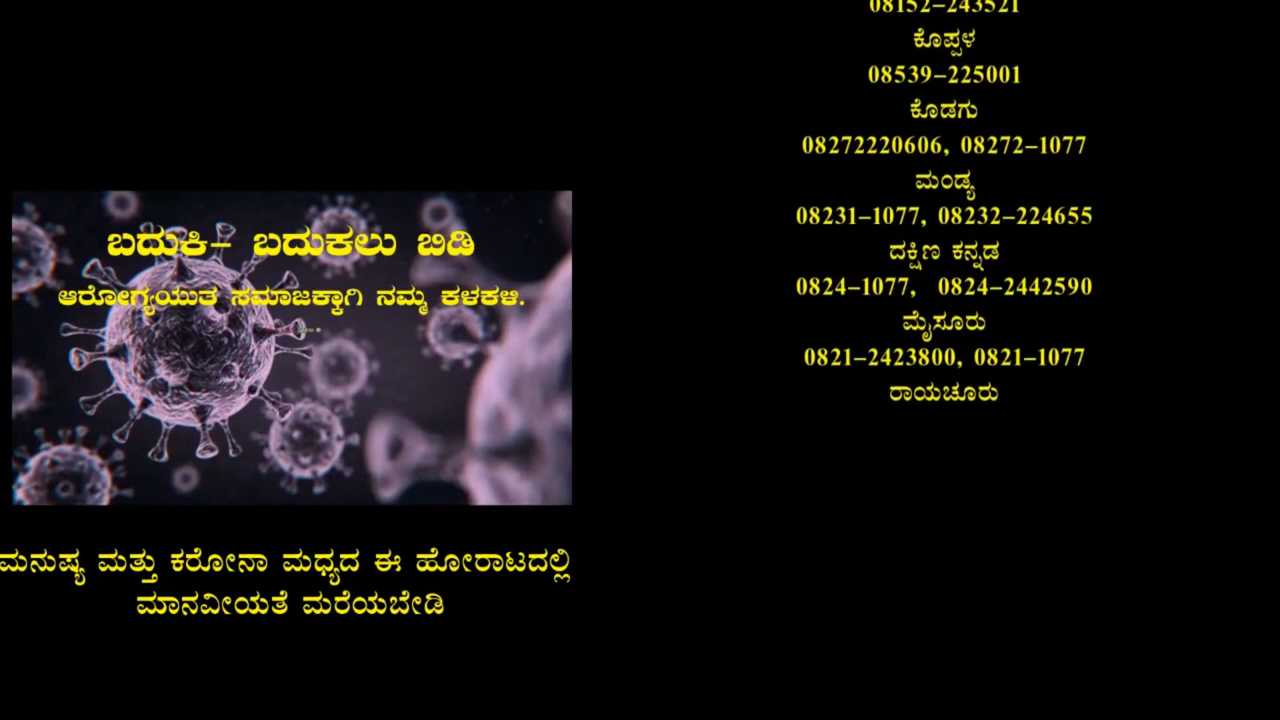 ಬದುಕಿ– ಬದುಕಲು ಬಿಡಿ
ಆರೋಗ್ಯಯುತ ಸಮಾಜಕ್ಕಾಗಿ ನಮ್ಮ ಕಳಕಳಿ.
ಮನುಷ್ಯ ಮತ್ತು ಕರೋನಾ ಮಧ್ಯದ ಈ ಹೋರಾಟದಲ್ಲಿ
ಮಾನವೀಯತೆ ಮರೆಯಬೇಡಿ
08152–243521
ಕೊಪ್ಪಳ
08539–225001
ಕೊಡಗು
08272220606, 08272–1077
ಮಂಡ್ಯ
08231–1077, 08232–224655
ದಕ್ಷಿಣ ಕನ್ನಡ
0824–1077, 0824–2442590
ಮೈಸೂರು
0821–2423800, 0821–1077
ರಾಯಚೂರು